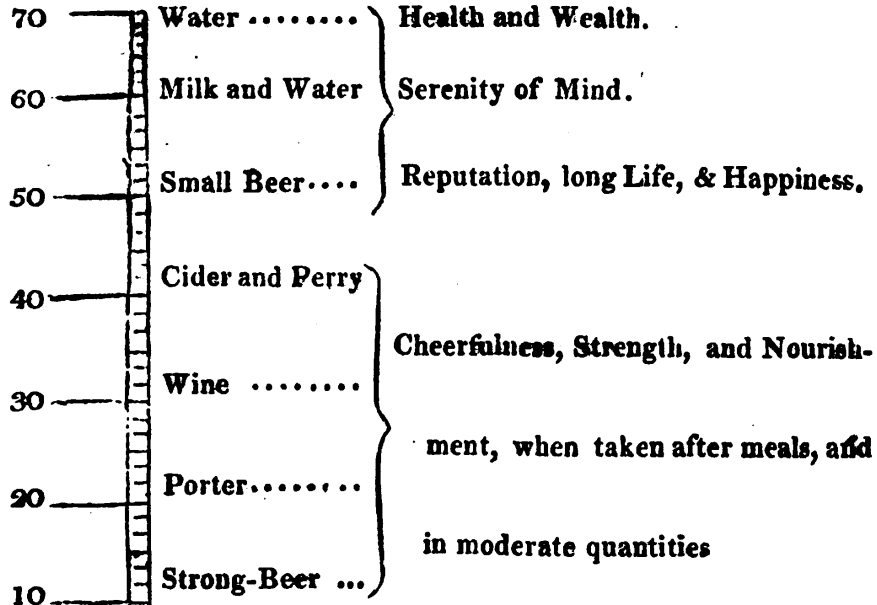 70 Water ........ Health and Wealth.
60 Milk and Water Serenity of Mind.
50 Small Beer.... Reputation, long Life, & Happiness.
40 Cider and Perry
Cheerfulness, Strength, and Nourish-
30 Wine ........
ment, when taken after meals, and
20 Porter........
in moderate quantities
10 Strong-Beer ...